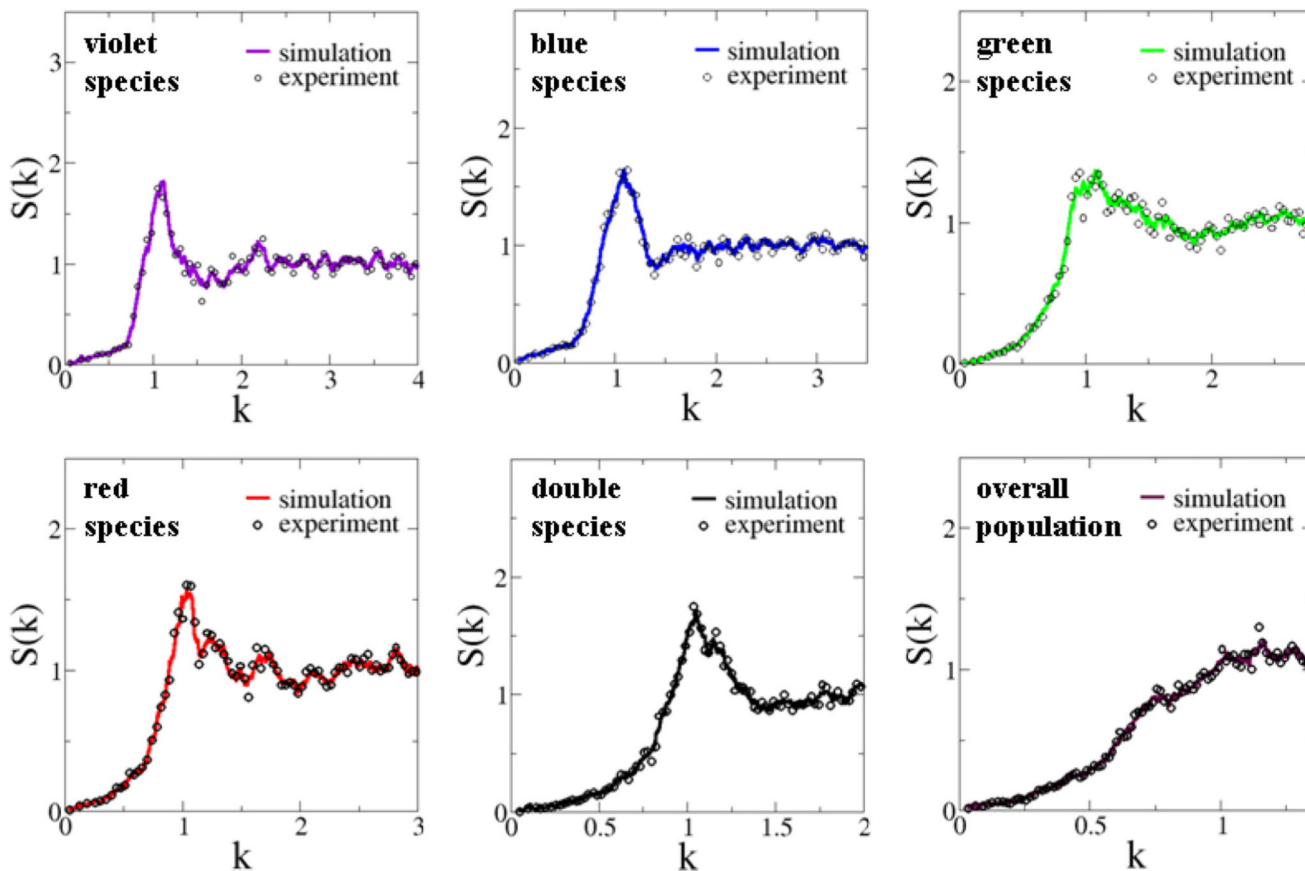 violet
species
simulation
experiment
S(k)
3
2
1
0
0
1
2
3
4
k
blue
species
simulation
experiment
S(k)
2
1
0
0
1
2
3
k
green
species
simulation
experiment
S(k)
2
1
0
0
1
2
k
red
species
simulation
experiment
S(k)
2
1
0
0
1
2
3
k
double
species
simulation
experiment
S(k)
2
1
0
0
0.5
1
1.5
2
k
overall
population
simulation
experiment
S(k)
2
1
0
0
0.5
1
k